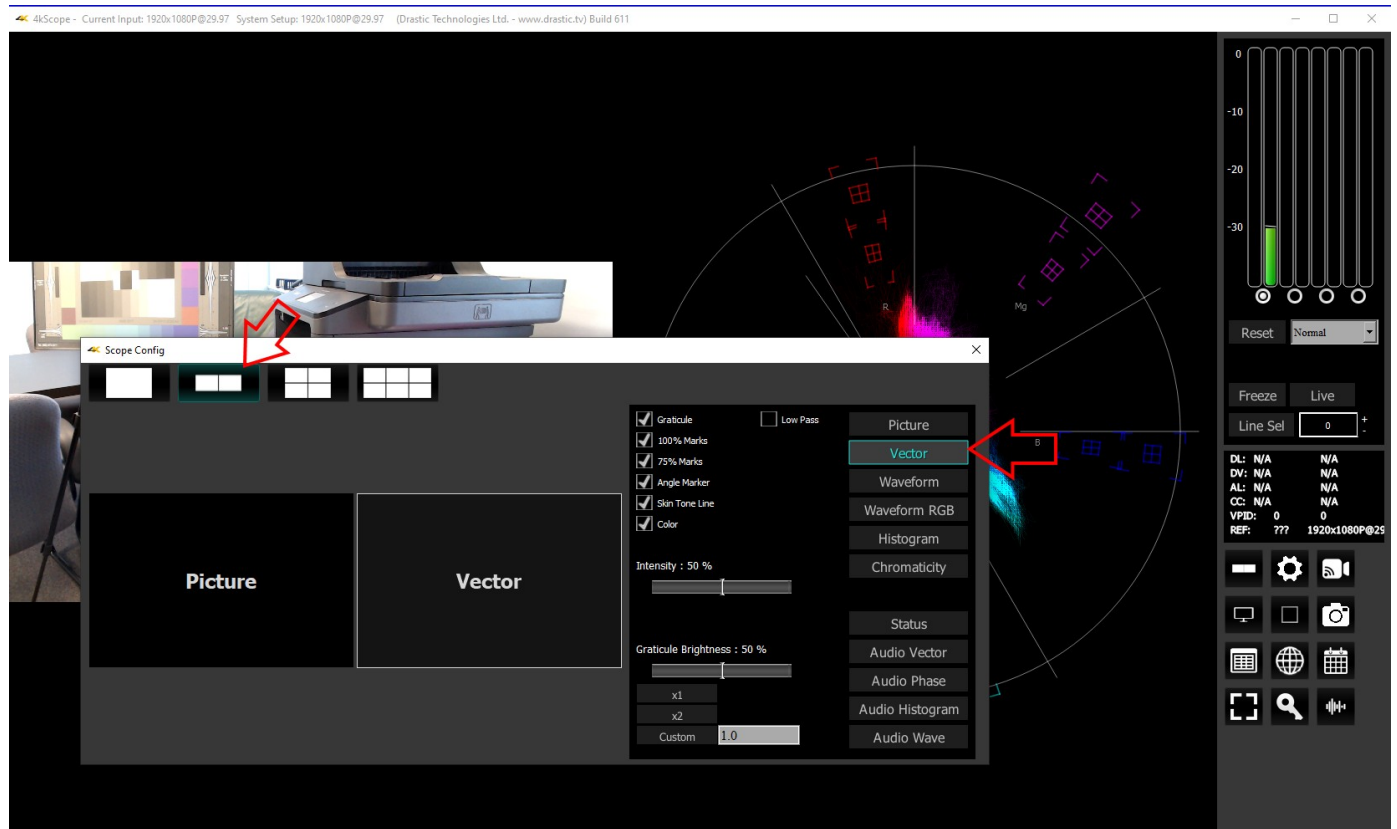 4kScope - Current Input: 1920x1080P@29.97 System Setup: 1920x1080P@29.97 (Drastic Technologies Ltd. - www.drastic.tv) Build 611
R
Mg
B
Scope Config
Picture
Vector
Graticule
Low Pass
100% Marks
75% Marks
Angle Marker
Skin Tone Line
Color
Intensity : 50 %
Graticule Brightness : 50 %
x1
x2
Custom 1.0
Picture
Vector
Waveform
Waveform RGB
Histogram
Chromaticity
Status
Audio Vector
Audio Phase
Audio Histogram
Audio Wave
0
-10
-20
-30
Reset Normal
Freeze Live
Line Sel 0 + -
DL: N/A N/A
DV: N/A N/A
AL: N/A N/A
CC: N/A N/A
VPID: 0 0
REF: ??? 1920x1080P@29